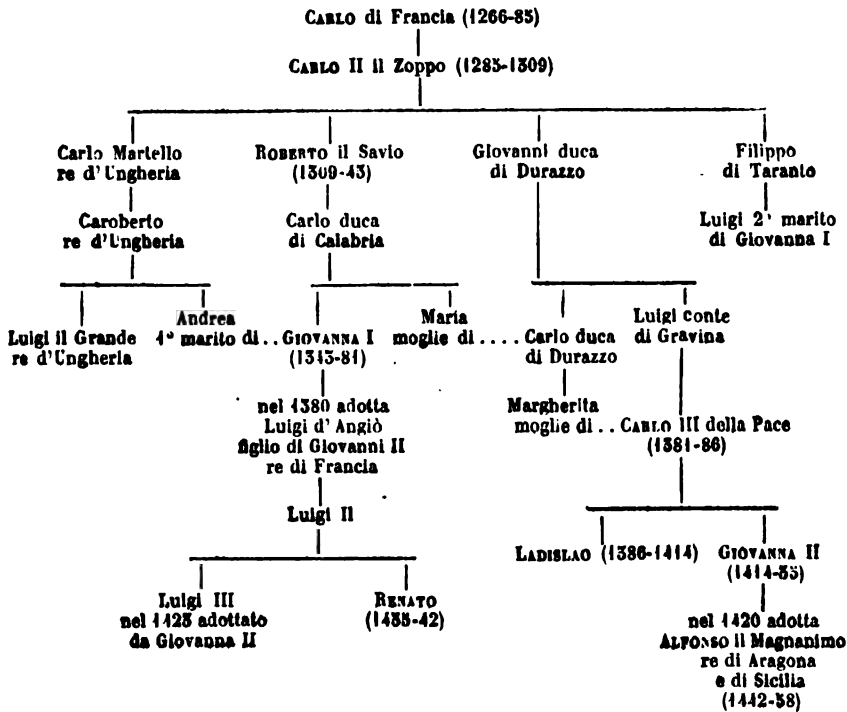 CARLO di Francia (1266-85)
CARLO II il Zoppo (1285-1309)
Carlo Martello
re d'Ungheria
ROBERTO il Savio
(1309-43)
Giovanni duca
di Durazzo
Filippo
di Taranto
Caroberto
re d'Ungheria
Carlo duca
di Calabria
Luigi 2° marito
di Giovanna I
Luigi il Grande
re d'Ungheria
Andrea
1° marito di . . GIOVANNA I
(1343-81)
Maria
moglie di . . . . Carlo duca
di Durazzo
Luigi conte
di Gravina
nel 1380 adotta
Luigi d'Angiò
figlio di Giovanni II
re di Francia
Margherita
moglie di . . CARLO III della Pace
(1381-86)
Luigi II
LADISLAO (1386-1414)
GIOVANNA II
(1414-35)
Luigi III
nel 1423 adottato
da Giovanna II
RENATO
(1435-42)
nel 1420 adotta
ALFONSO il Magnanimo
re di Aragona
e di Sicilia
(1442-58)